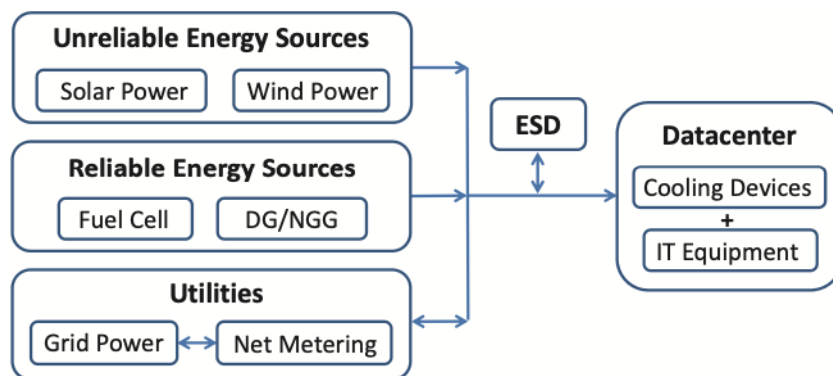 Unreliable Energy Sources
Solar Power
Wind Power
Reliable Energy Sources
Fuel Cell
DG/NGG
Utilities
Grid Power
Net Metering
ESD
Datacenter
Cooling Devices
+
IT Equipment